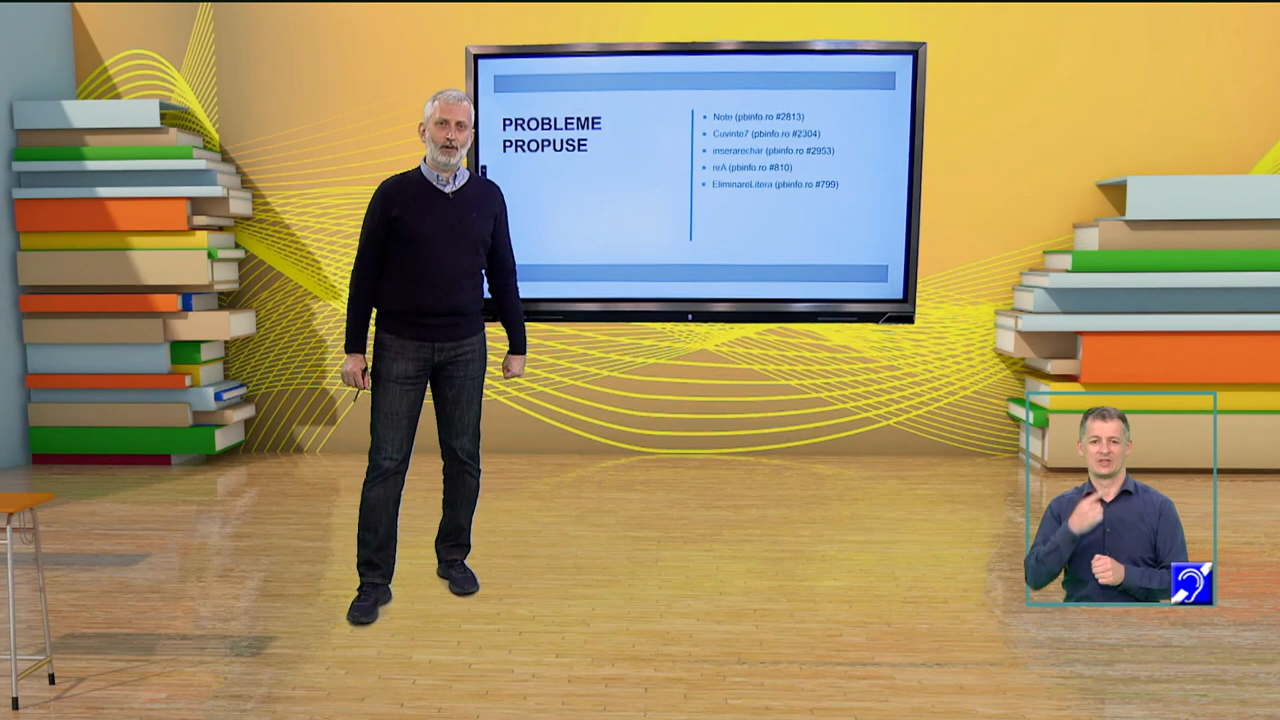 PROBLEME
PROPUSE
Note (pbinfo.ro #2813)
Cuvinte7 (pbinfo.ro #2304)
inserarechar (pbinfo.ro #2953)
nrA (pbinfo.ro #810)
EliminareLitera (pbinfo.ro #799)